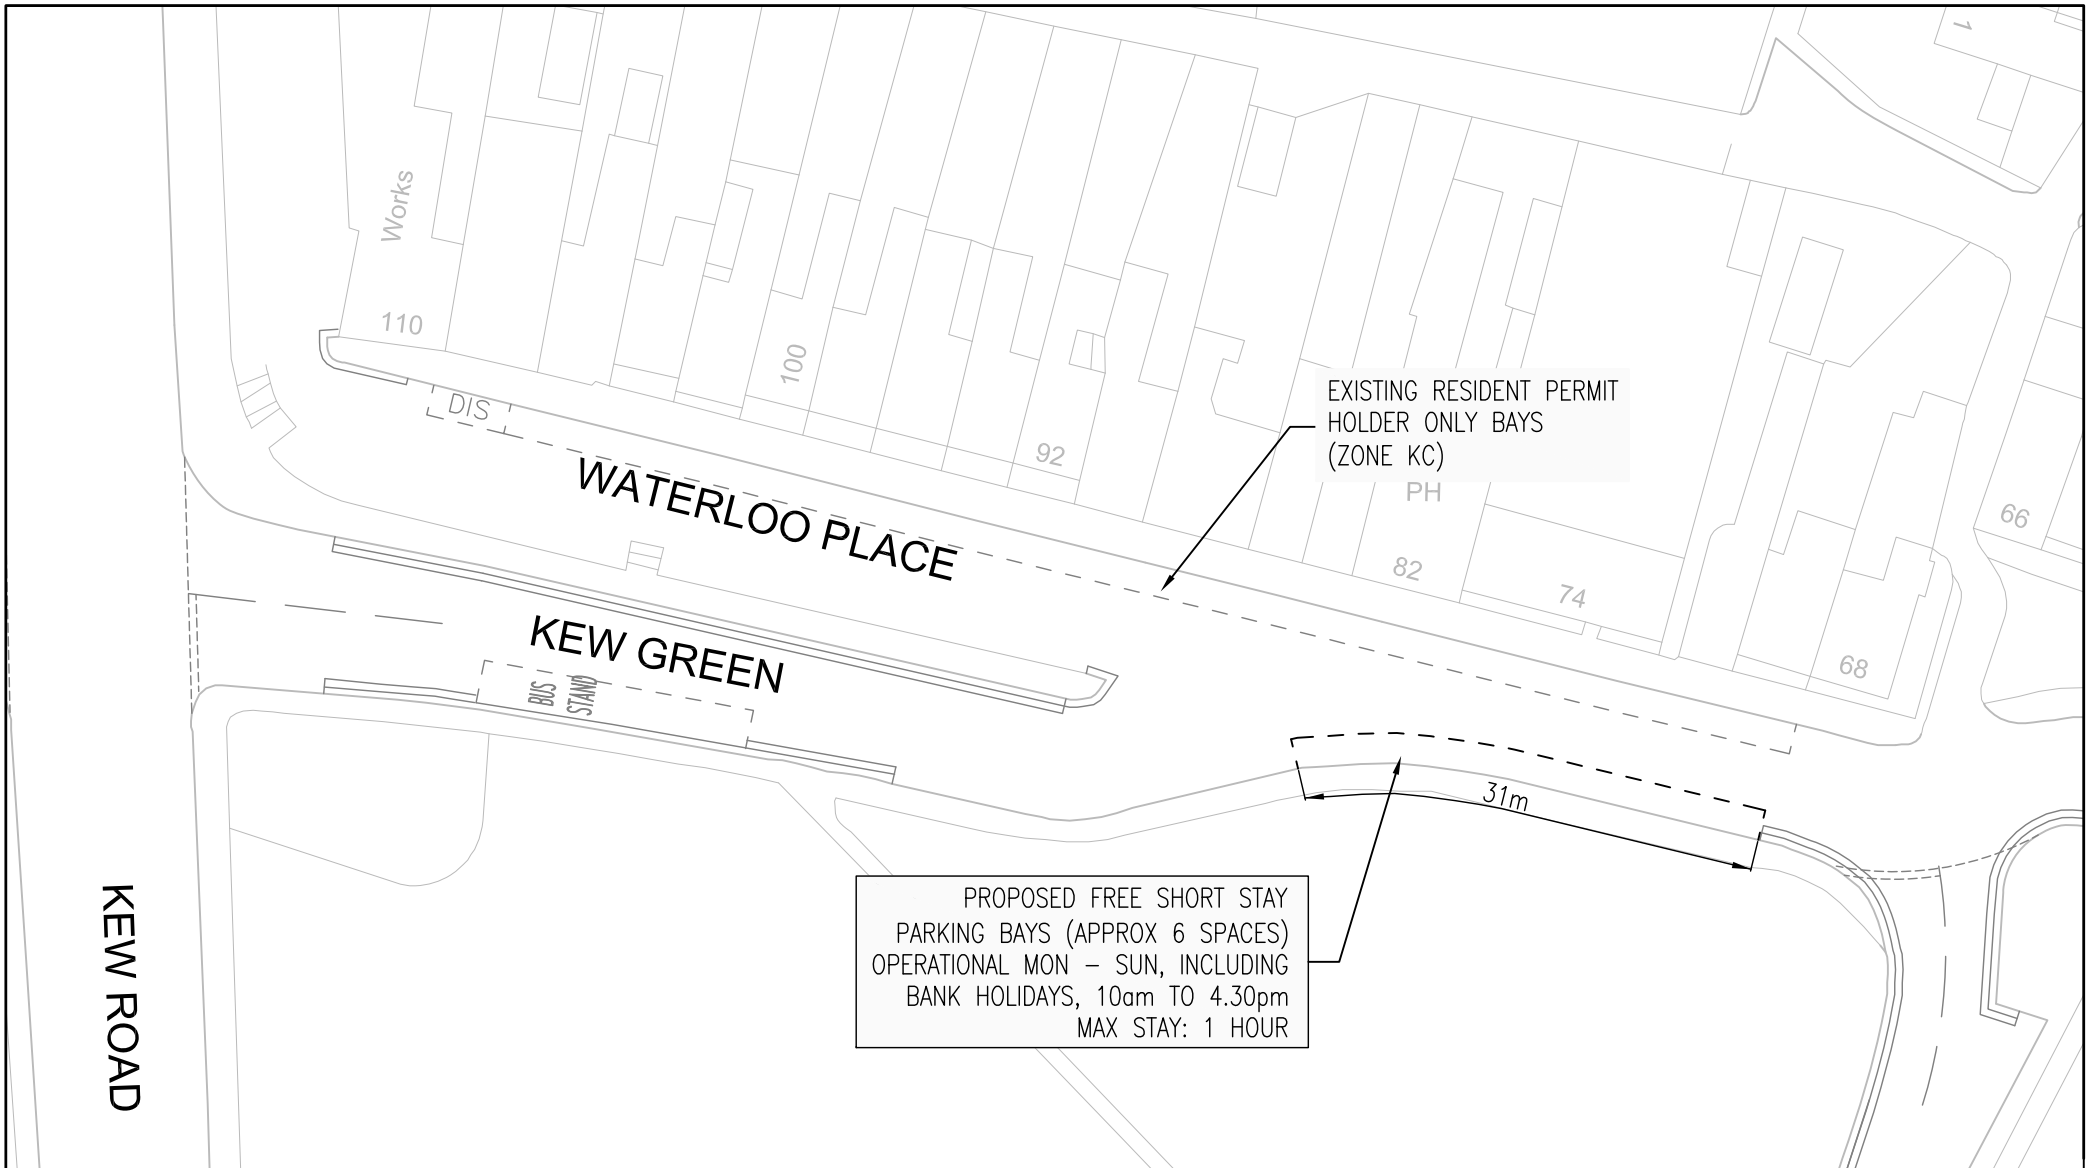 1
Works
110
100
DIS
EXISTING RESIDENT PERMIT
HOLDER ONLY BAYS
(ZONE KC)
92
PH
WATERLOO PLACE
66
82
74
KEW GREEN
68
BUS
STAND
31m
PROPOSED FREE SHORT STAY
PARKING BAYS (APPROX 6 SPACES)
OPERATIONAL MON – SUN, INCLUDING
BANK HOLIDAYS, 10am TO 4.30pm
MAX STAY: 1 HOUR
KEW ROAD